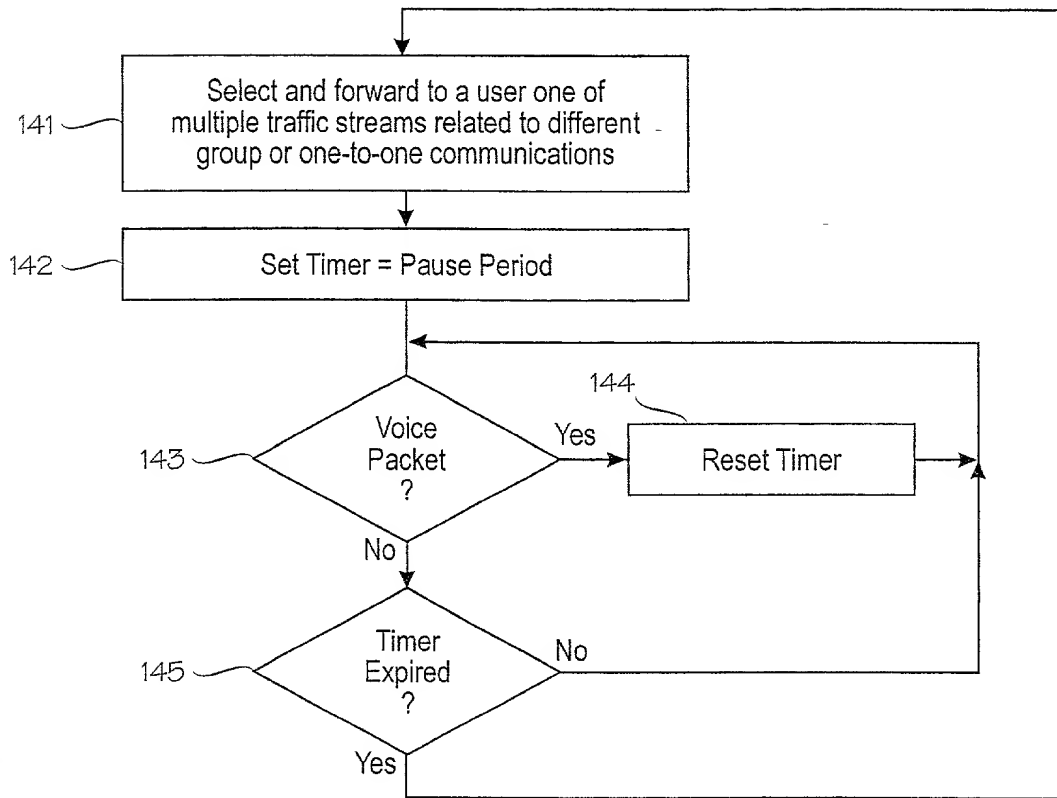 141
Select and forward to a user one of
multiple traffic streams related to different
group or one-to-one communications
142
Set Timer = Pause Period
143
Voice
Packet
?
Yes
144
Reset Timer
No
145
Timer
Expired
?
No
Yes